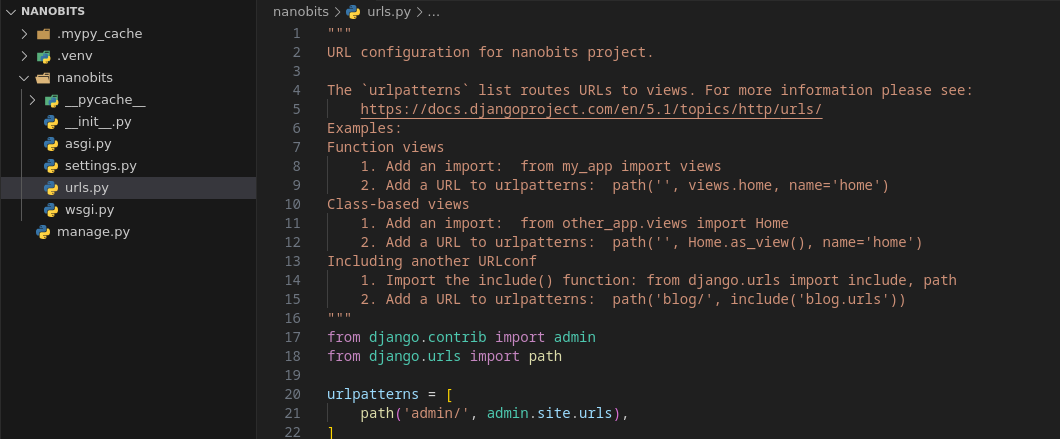 NANOBITS
.mypy_cache
.venv
nanobits
__pycache__
__init__.py
asgi.py
settings.py
urls.py
wsgi.py
manage.py
nanobits > urls.py > ...
1 """
2 URL configuration for nanobits project.
3
4 The `urlpatterns` list routes URLs to views. For more information please see:
5     https://docs.djangoproject.com/en/5.1/topics/http/urls/
6 Examples:
7 Function views
8     1. Add an import:  from my_app import views
9     2. Add a URL to urlpatterns:  path('', views.home, name='home')
10 Class-based views
11     1. Add an import:  from other_app.views import Home
12     2. Add a URL to urlpatterns:  path('', Home.as_view(), name='home')
13 Including another URLconf
14     1. Import the include() function: from django.urls import include, path
15     2. Add a URL to urlpatterns:  path('blog/', include('blog.urls'))
16 """
17 from django.contrib import admin
18 from django.urls import path
19
20 urlpatterns = [
21     path('admin/', admin.site.urls),
22 ]